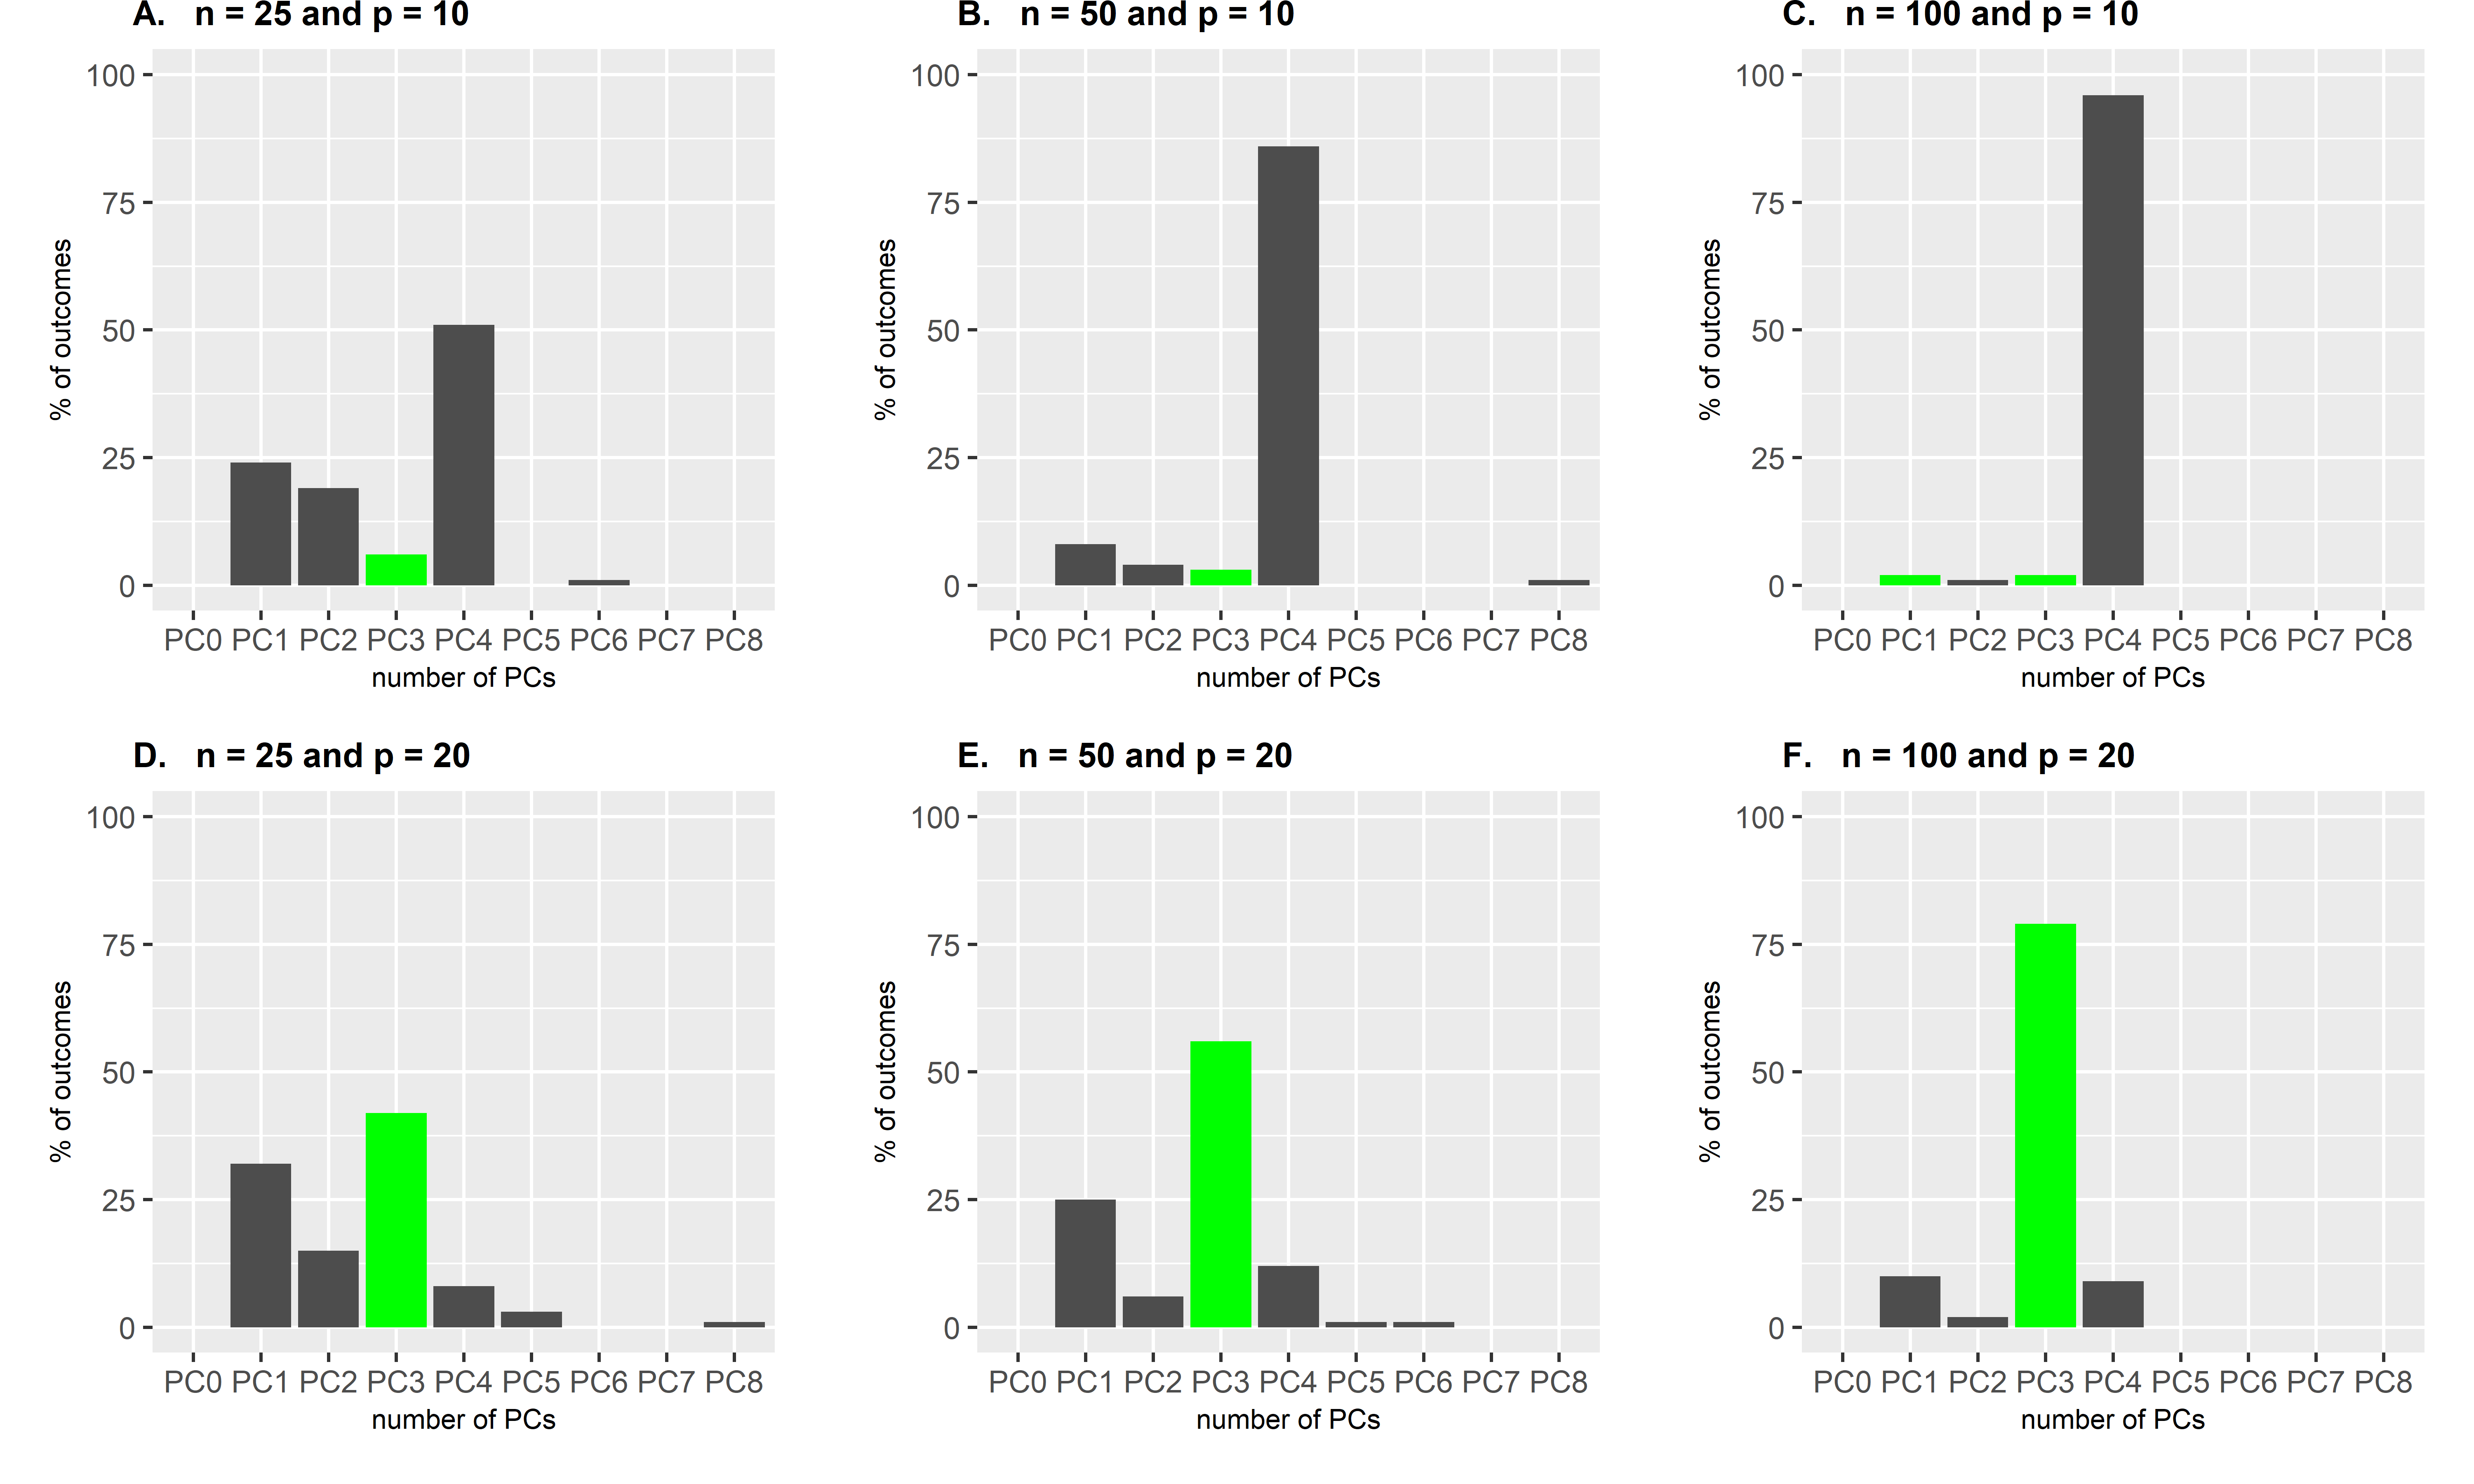 A. n = 25 and p = 10
B. n = 50 and p = 10
C. n = 100 and p = 10
% of outcomes
100
75
50
25
0
PC0 PC1 PC2 PC3 PC4 PC5 PC6 PC7 PC8
number of PCs
% of outcomes
100
75
50
25
0
PC0 PC1 PC2 PC3 PC4 PC5 PC6 PC7 PC8
number of PCs
% of outcomes
100
75
50
25
0
PC0 PC1 PC2 PC3 PC4 PC5 PC6 PC7 PC8
number of PCs
D. n = 25 and p = 20
E. n = 50 and p = 20
F. n = 100 and p = 20
% of outcomes
100
75
50
25
0
PC0 PC1 PC2 PC3 PC4 PC5 PC6 PC7 PC8
number of PCs
% of outcomes
100
75
50
25
0
PC0 PC1 PC2 PC3 PC4 PC5 PC6 PC7 PC8
number of PCs
% of outcomes
100
75
50
25
0
PC0 PC1 PC2 PC3 PC4 PC5 PC6 PC7 PC8
number of PCs